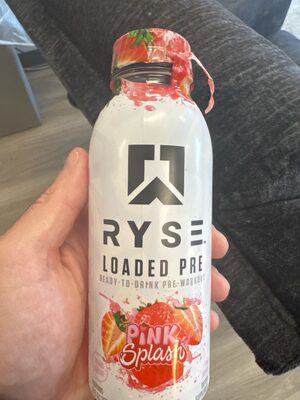 RYSE
LOADED PRE
READY-TO-DRINK PRE-WORKOUT
PiNK
Splash